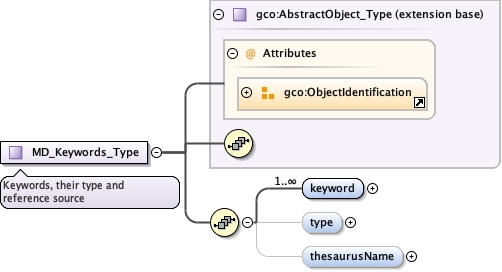 gco:AbstractObject_Type (extension base)
@ Attributes
gco:ObjectIdentification
MD_Keywords_Type
Keywords, their type and
reference source
1..∞
keyword
type
thesaurusName